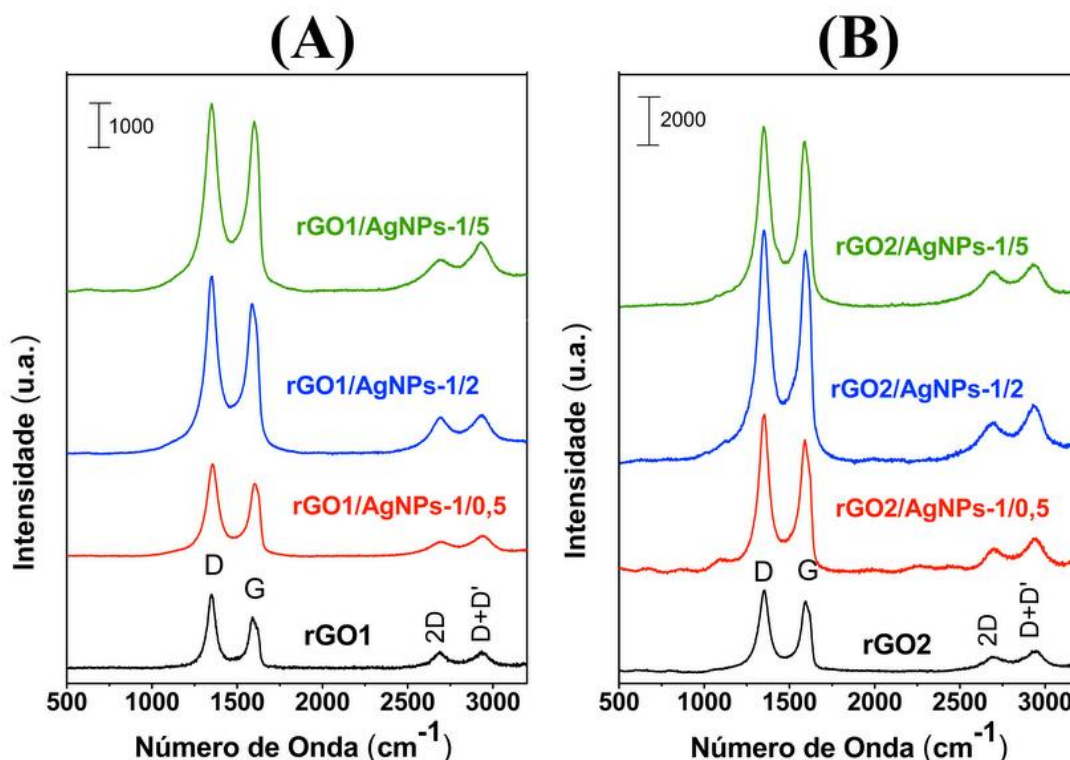 (A)
1000
rGO1/AgNPs-1/5
rGO1/AgNPs-1/2
rGO1/AgNPs-1/0,5
D
G
2D
D+D'
rGO1
500 1000 1500 2000 2500 3000
Número de Onda (cm-1)
Intensidade (u.a.)
(B)
2000
rGO2/AgNPs-1/5
rGO2/AgNPs-1/2
rGO2/AgNPs-1/0,5
D
G
2D
D+D'
rGO2
500 1000 1500 2000 2500 3000
Número de Onda (cm-1)
Intensidade (u.a.)